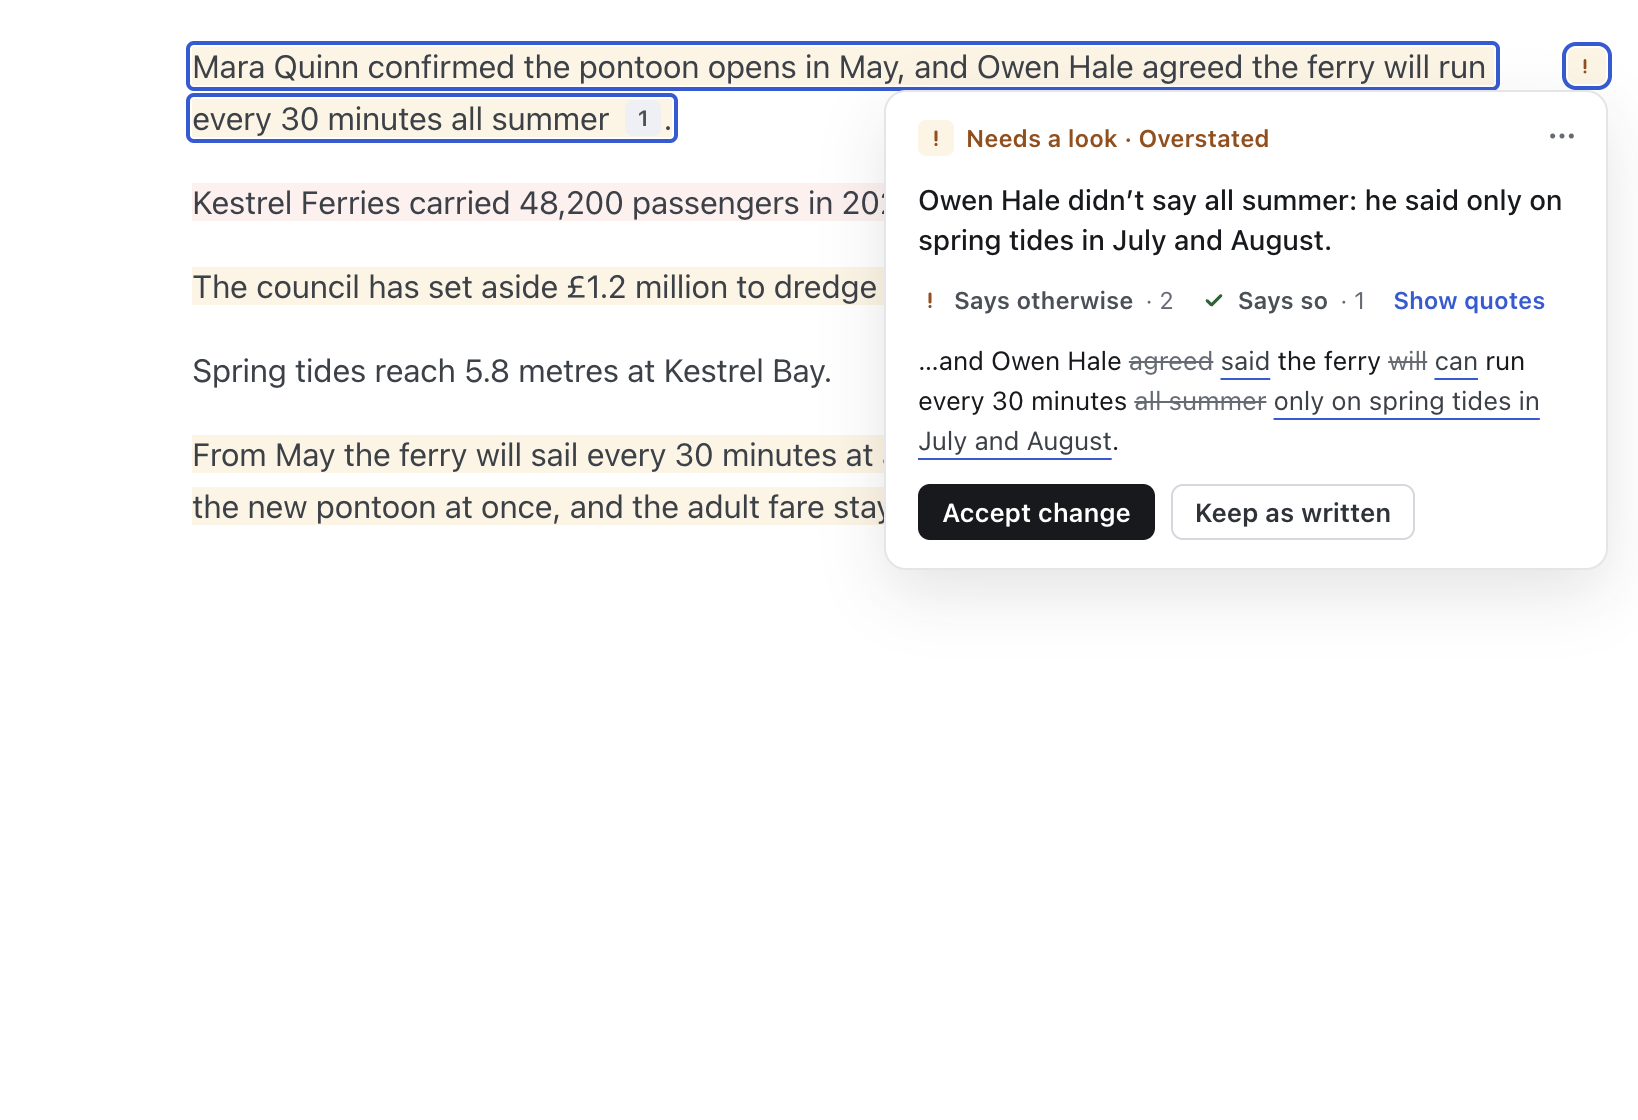 Mara Quinn confirmed the pontoon opens in May, and Owen Hale agreed the ferry will run
!
every 30 minutes all summer 1.
Kestrel Ferries carried 48,200 passengers in
The council has set aside £1.2 million to dredge
Spring tides reach 5.8 metres at Kestrel Bay.
From May the ferry will sail every 30 minutes at
the new pontoon at once, and the adult fare
! Needs a look · Overstated
Owen Hale didn’t say all summer: he said only on
spring tides in July and August.
! Says otherwise · 2 ✓ Says so · 1 Show quotes
...and Owen Hale agreed said the ferry will can run
every 30 minutes all summer only on spring tides in
July and August.
Accept change Keep as written